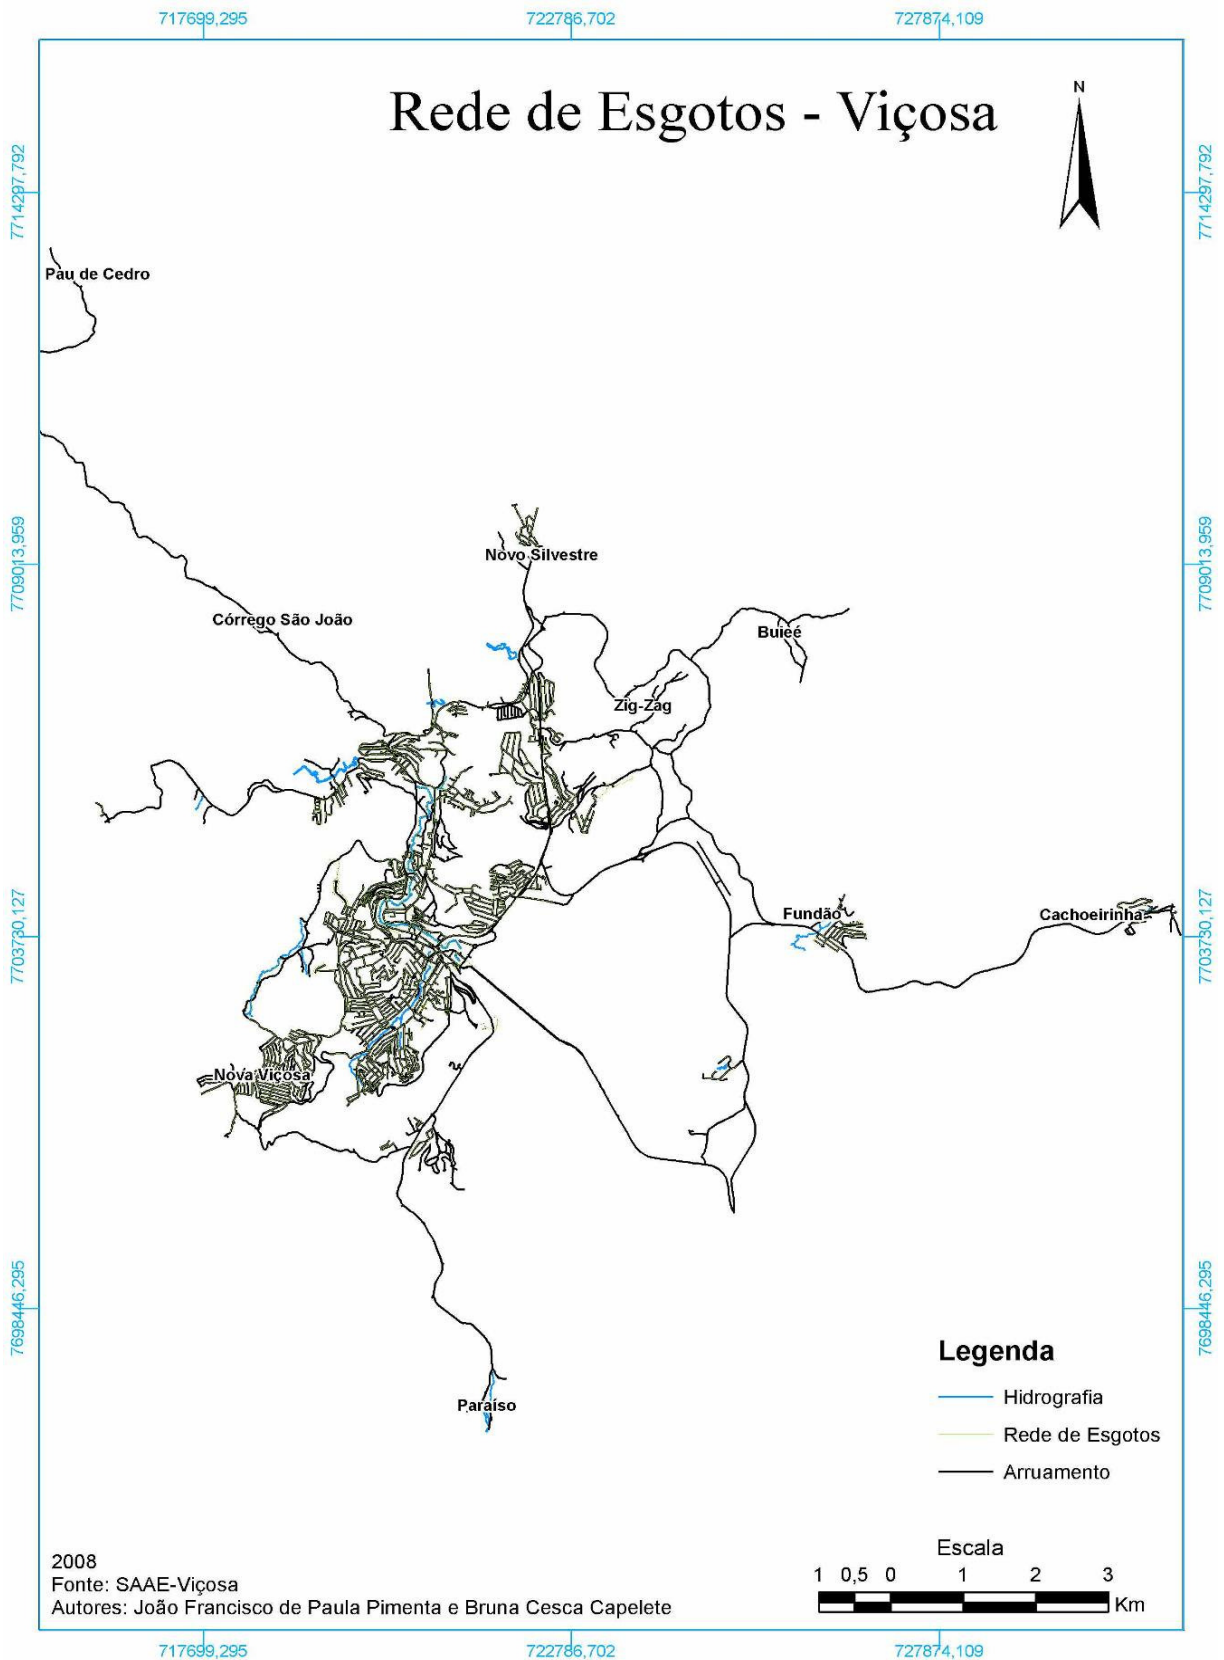 717699,295 722786,702 727874,109
Rede de Esgotos - Viçosa
N
7714297,792 7714297,792
Pau de Cedro
7709013,959 7709013,959
Novo Silvestre
Córrego São João
Buieé
Zig-Zag
Fundão
Cachoeirinha
7703730,127 7703730,127
Nova Viçosa
7698446,295 7698446,295
Paraíso
Legenda
Hidrografia
Rede de Esgotos
Arruamento
Escala
1 0,5 0 1 2 3
Km
2008
Fonte: SAAE-Viçosa
Autores: João Francisco de Paula Pimenta e Bruna Cesca Capelete
717699,295 722786,702 727874,109